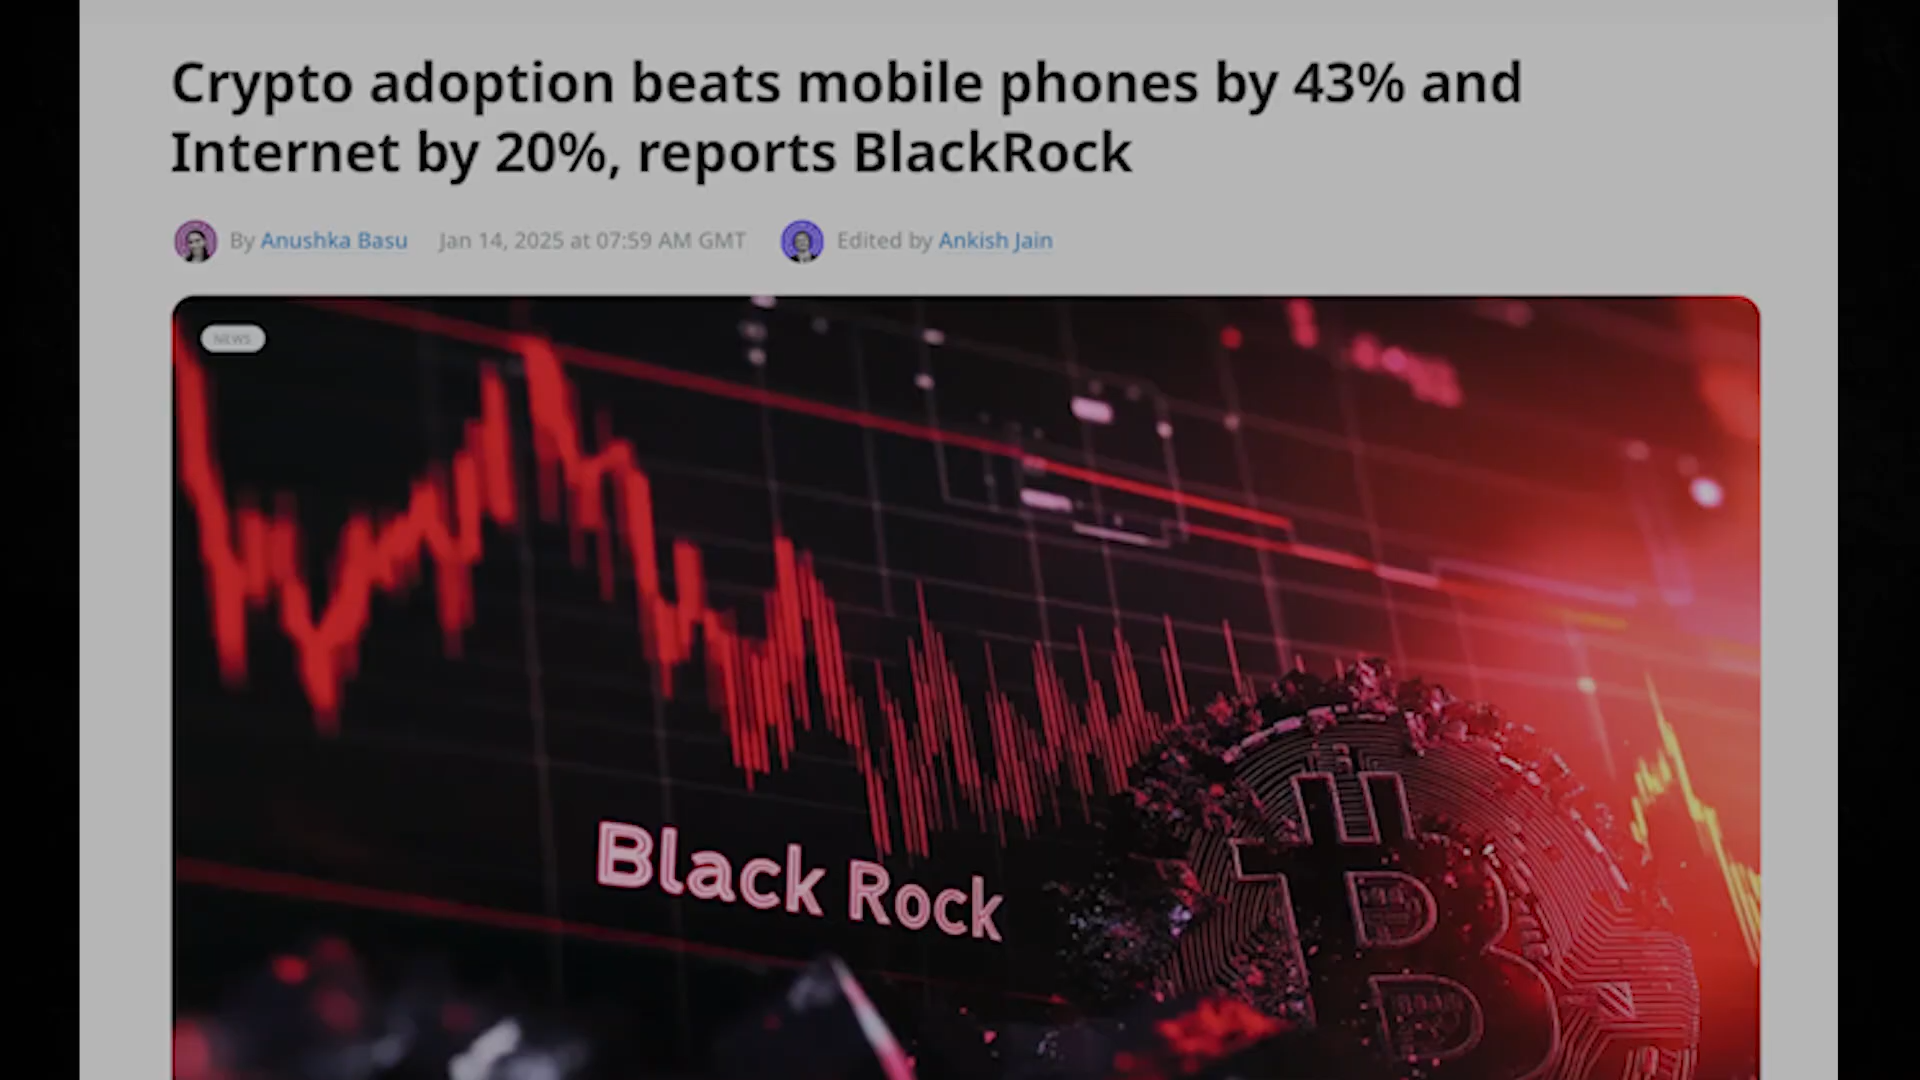 Crypto adoption beats mobile phones by 43% and
Internet by 20%, reports BlackRock
By Anushka Basu Jan 14, 2025 at 07:59 AM GMT Edited by Ankish Jain
NEWS
Black Rock